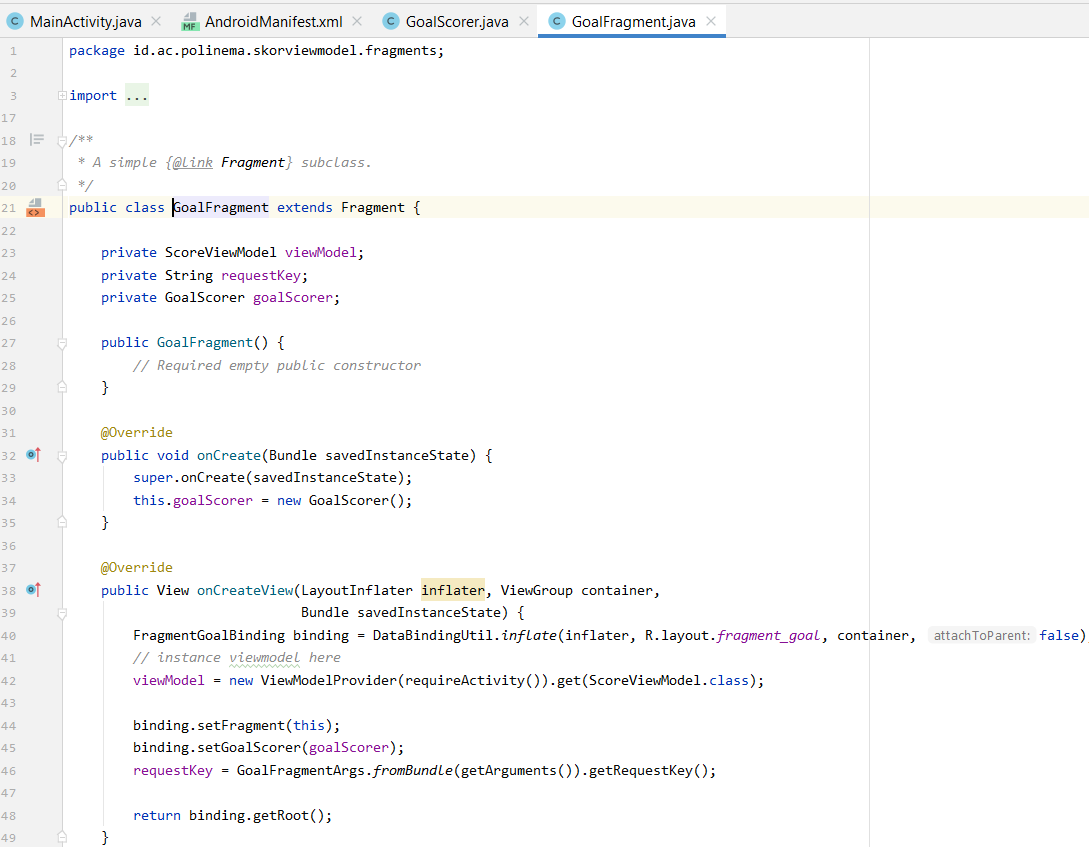 MainActivity.java AndroidManifest.xml GoalScorer.java GoalFragment.java
1 package id.ac.polinema.skorviewmodel.fragments;
2
3 import ...
17
18 /**
19  * A simple {@link Fragment} subclass.
20  */
21 public class GoalFragment extends Fragment {
22
23     private ScoreViewModel viewModel;
24     private String requestKey;
25     private GoalScorer goalScorer;
26
27     public GoalFragment() {
28         // Required empty public constructor
29     }
30
31     @Override
32     public void onCreate(Bundle savedInstanceState) {
33         super.onCreate(savedInstanceState);
34         this.goalScorer = new GoalScorer();
35     }
36
37     @Override
38     public View onCreateView(LayoutInflater inflater, ViewGroup container,
39                              Bundle savedInstanceState) {
40         FragmentGoalBinding binding = DataBindingUtil.inflate(inflater, R.layout.fragment_goal, container, attachToParent: false)
41         // instance viewmodel here
42         viewModel = new ViewModelProvider(requireActivity()).get(ScoreViewModel.class);
43
44         binding.setFragment(this);
45         binding.setGoalScorer(goalScorer);
46         requestKey = GoalFragmentArgs.fromBundle(getArguments()).getRequestKey();
47
48         return binding.getRoot();
49     }